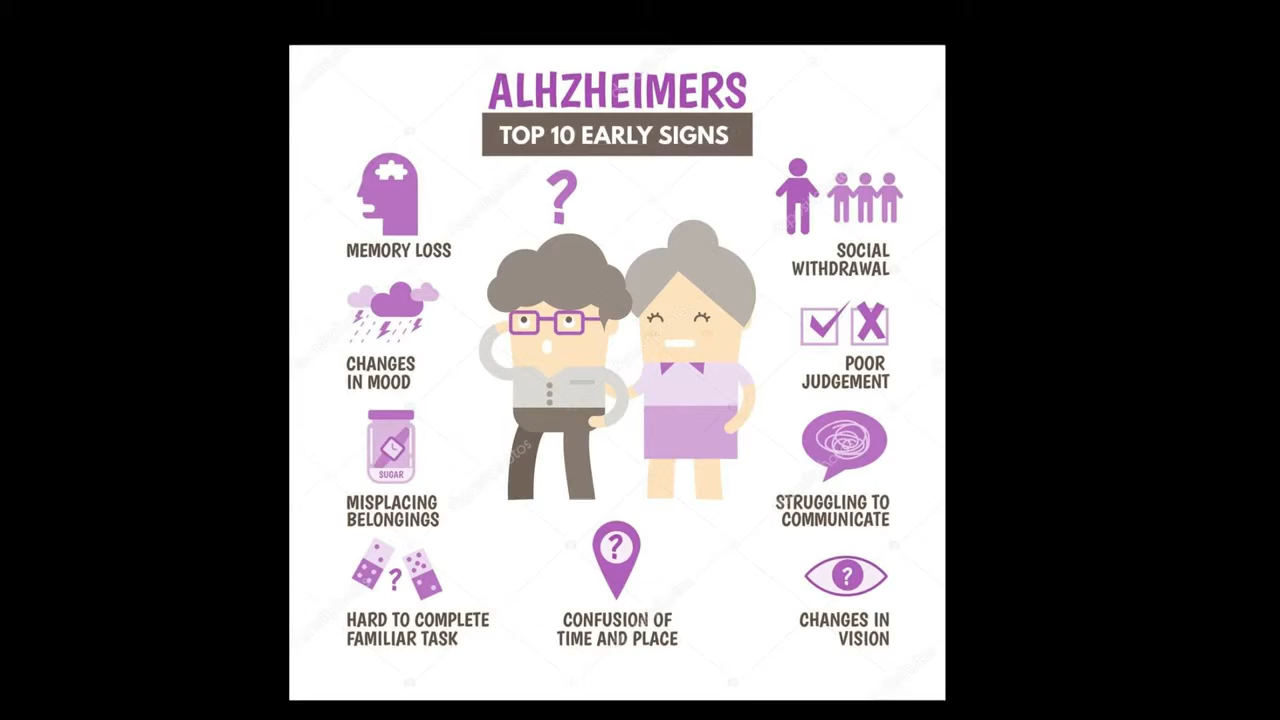 ALHZHEIMERS
TOP 10 EARLY SIGNS
?
MEMORY LOSS
SOCIAL
WITHDRAWAL
CHANGES
IN MOOD
POOR
JUDGEMENT
SUGAR
MISPLACING
BELONGINGS
STRUGGLING TO
COMMUNICATE
?
HARD TO COMPLETE
FAMILIAR TASK
?
CONFUSION OF
TIME AND PLACE
?
CHANGES IN
VISION